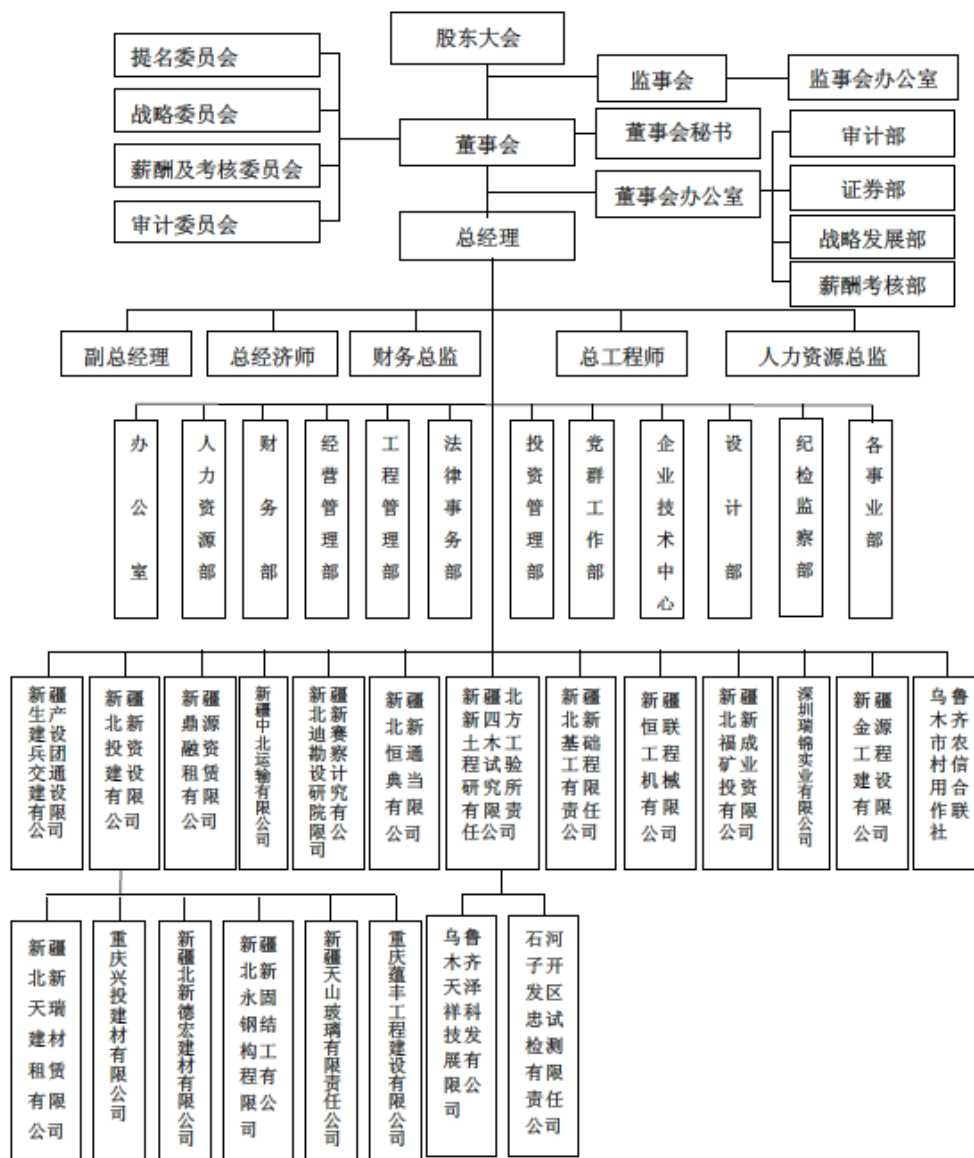 股东大会
提名委员会
监事会
监事会办公室
战略委员会
董事会
董事会秘书
审计部
薪酬及考核委员会
董事会办公室
证券部
审计委员会
总经理
战略发展部
薪酬考核部
副总经理
总经济师
财务总监
总工程师
人力资源总监
办公室
人力资源部
财务部
经营管理部
工程管理部
法律事务部
投资管理部
党群工作部
企业技术中心
设计部
纪检监察部
各事业部
新疆生产建设兵团交通建设有限公司
新疆北新投资建设有限公司
新疆鼎源融资租赁有限公司
新疆中北运输有限公司
新疆北新迪赛勘察设计研究院有限公司
新疆北新恒通典当有限公司
新疆北新四方土木工程试验研究所有限责任公司
新疆北新基础工程有限责任公司
新疆恒联工程机械有限公司
新疆北新福成矿业投资有限公司
深圳瑞锦实业有限公司
新疆金源工程建设有限公司
乌鲁木齐市农村信用合作联社
新疆北新天瑞建材租赁有限公司
重庆兴投建材有限公司
新疆北新德宏建材有限公司
新疆北新永固钢结构工程有限公司
新疆天山玻璃有限责任公司
重庆蕴丰工程建设有限公司
乌鲁木齐天泽祥科技发展有限公司
石河子开发区忠试检测有限责任公司